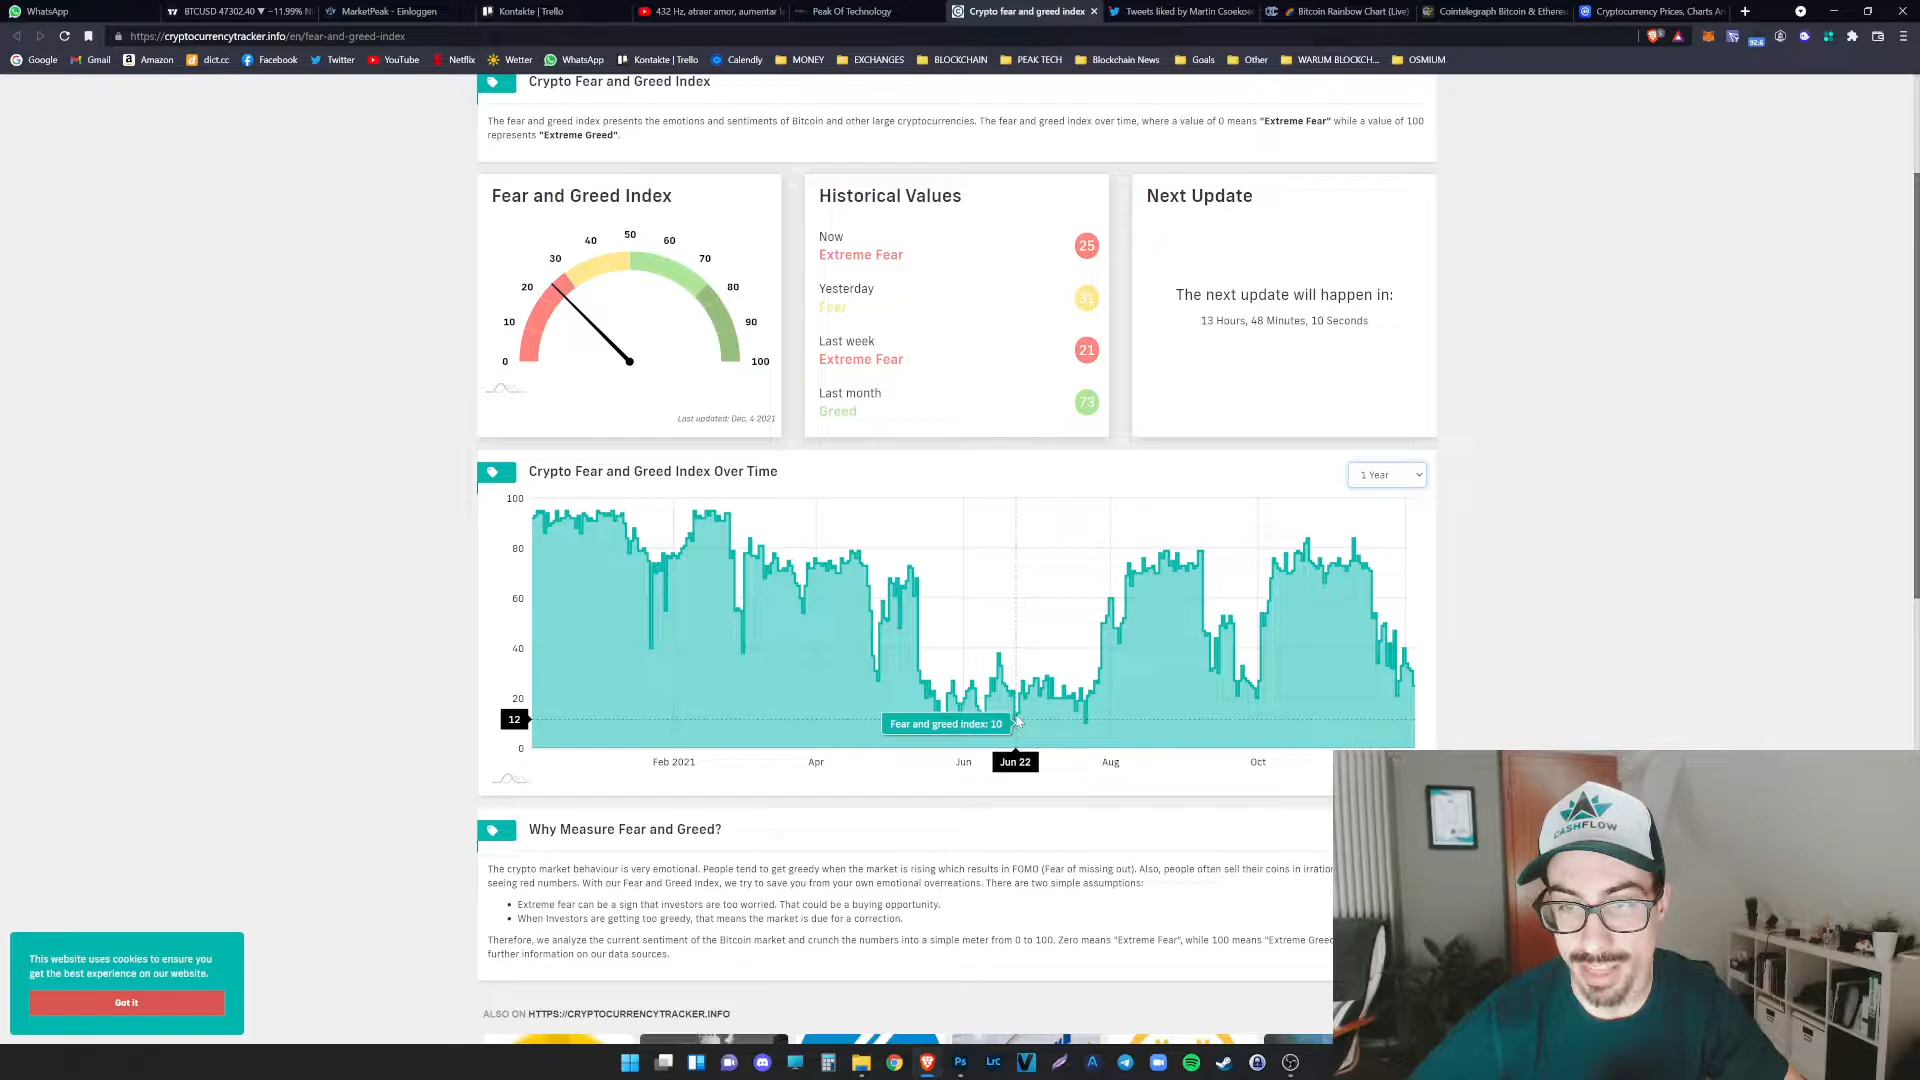 WhatsApp
BTCUSD 47302.40 ▼ −11.99%
MarketPeak - Einloggen
Kontakte | Trello
432 Hz, atraer amor, aumentar l
Peak Of Technology
Crypto fear and greed index
Tweets liked by Martin Csoeko
Bitcoin Rainbow Chart (Live)
Cointelegraph Bitcoin & Ethereu
Cryptocurrency Prices, Charts An
https://cryptocurrencytracker.info/en/fear-and-greed-index
92.6
Google
Gmail
Amazon
dict.cc
Facebook
Twitter
YouTube
Netflix
Wetter
WhatsApp
Kontakte | Trello
Calendly
MONEY
EXCHANGES
BLOCKCHAIN
PEAK TECH
Blockchain News
Goals
Other
WARUM BLOCKCH...
OSMIUM
Crypto Fear and Greed Index
The fear and greed index presents the emotions and sentiments of Bitcoin and other large cryptocurrencies. The fear and greed index over time, where a value of 0 means "Extreme Fear" while a value of 100
represents "Extreme Greed".
Fear and Greed Index
0
10
20
30
40
50
60
70
80
90
100
Last updated: Dec, 4 2021
Historical Values
Now
Extreme Fear
25
Yesterday
Fear
31
Last week
Extreme Fear
21
Last month
Greed
73
Next Update
The next update will happen in:
13 Hours, 48 Minutes, 10 Seconds
Crypto Fear and Greed Index Over Time
1 Year
100
80
60
40
20
12
0
Fear and greed index: 10
Feb 2021
Apr
Jun
Jun 22
Aug
Oct
Why Measure Fear and Greed?
The crypto market behaviour is very emotional. People tend to get greedy when the market is rising which results in FOMO (Fear of missing out). Also, people often sell their coins in irration
seeing red numbers. With our Fear and Greed Index, we try to save you from your own emotional overreations. There are two simple assumptions:
• Extreme fear can be a sign that investors are too worried. That could be a buying opportunity.
• When Investors are getting too greedy, that means the market is due for a correction.
Therefore, we analyze the current sentiment of the Bitcoin market and crunch the numbers into a simple meter from 0 to 100. Zero means "Extreme Fear", while 100 means "Extreme Greed
further information on our data sources.
ALSO ON HTTPS://CRYPTOCURRENCYTRACKER.INFO
This website uses cookies to ensure you
get the best experience on our website.
Got it
CASHFLOW
Ps
LrC